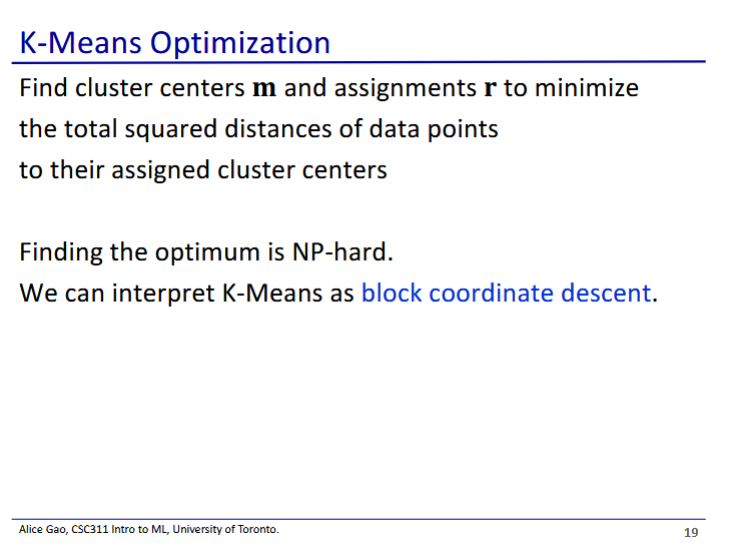 K-Means Optimization
Find cluster centers m and assignments r to minimize
the total squared distances of data points
to their assigned cluster centers
Finding the optimum is NP-hard.
We can interpret K-Means as block coordinate descent.
Alice Gao, CSC311 Intro to ML, University of Toronto.
19